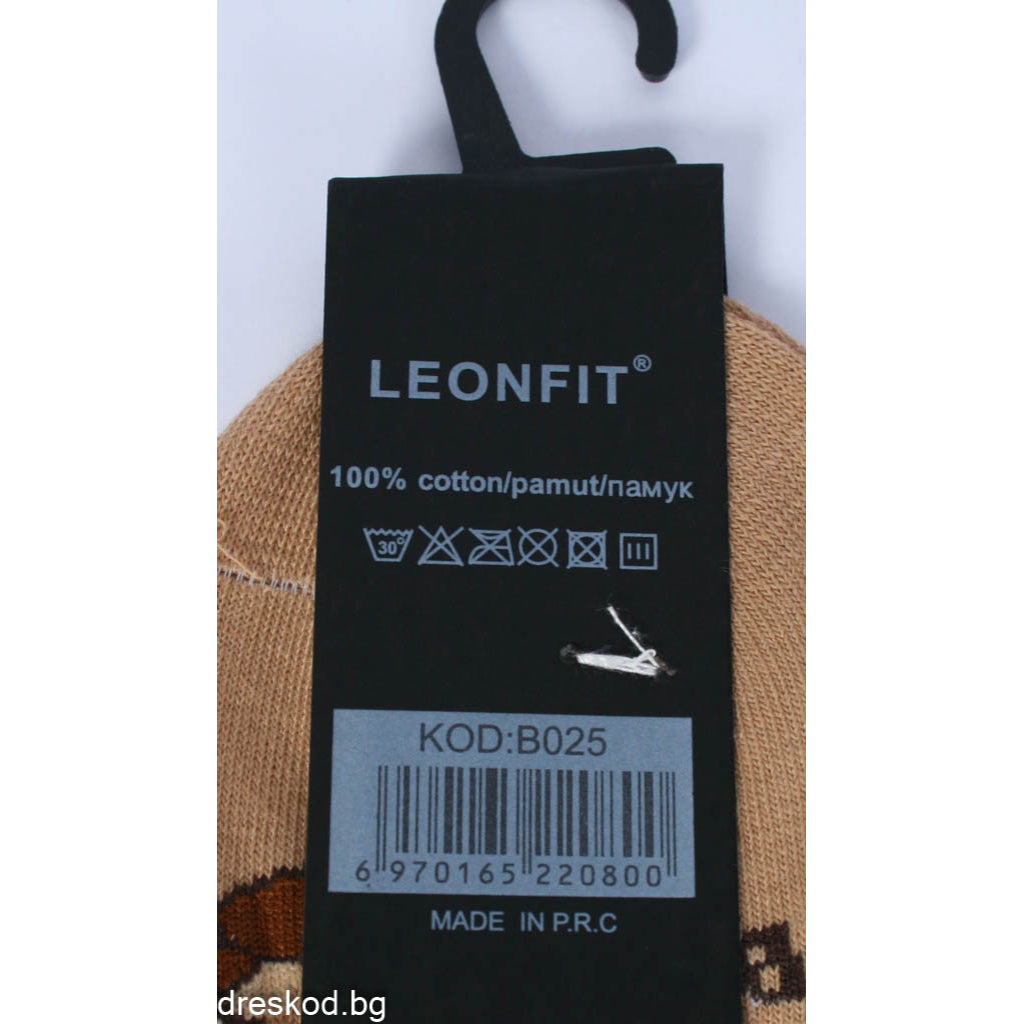 LEONFIT®
100% cotton/pamut/памук
30°
KOD:B025
6 970165 220800
MADE IN P.R.C
dreskod.bg